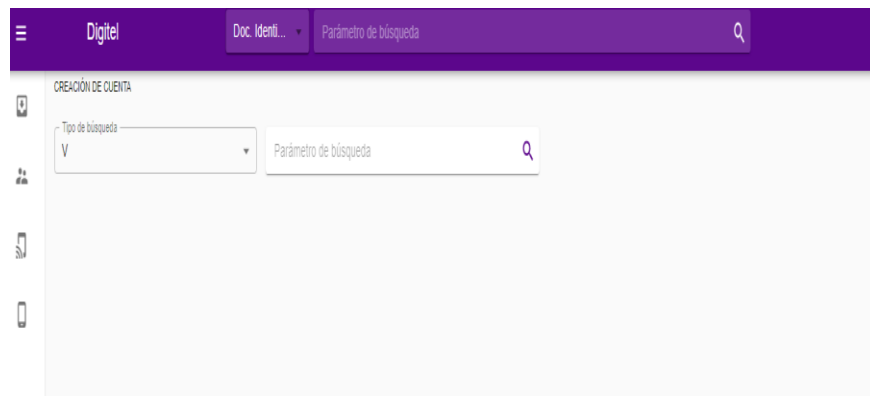 Digitel
Doc. Identi...
Parámetro de búsqueda
CREACIÓN DE CUENTA
Tipo de búsqueda
V
Parámetro de búsqueda